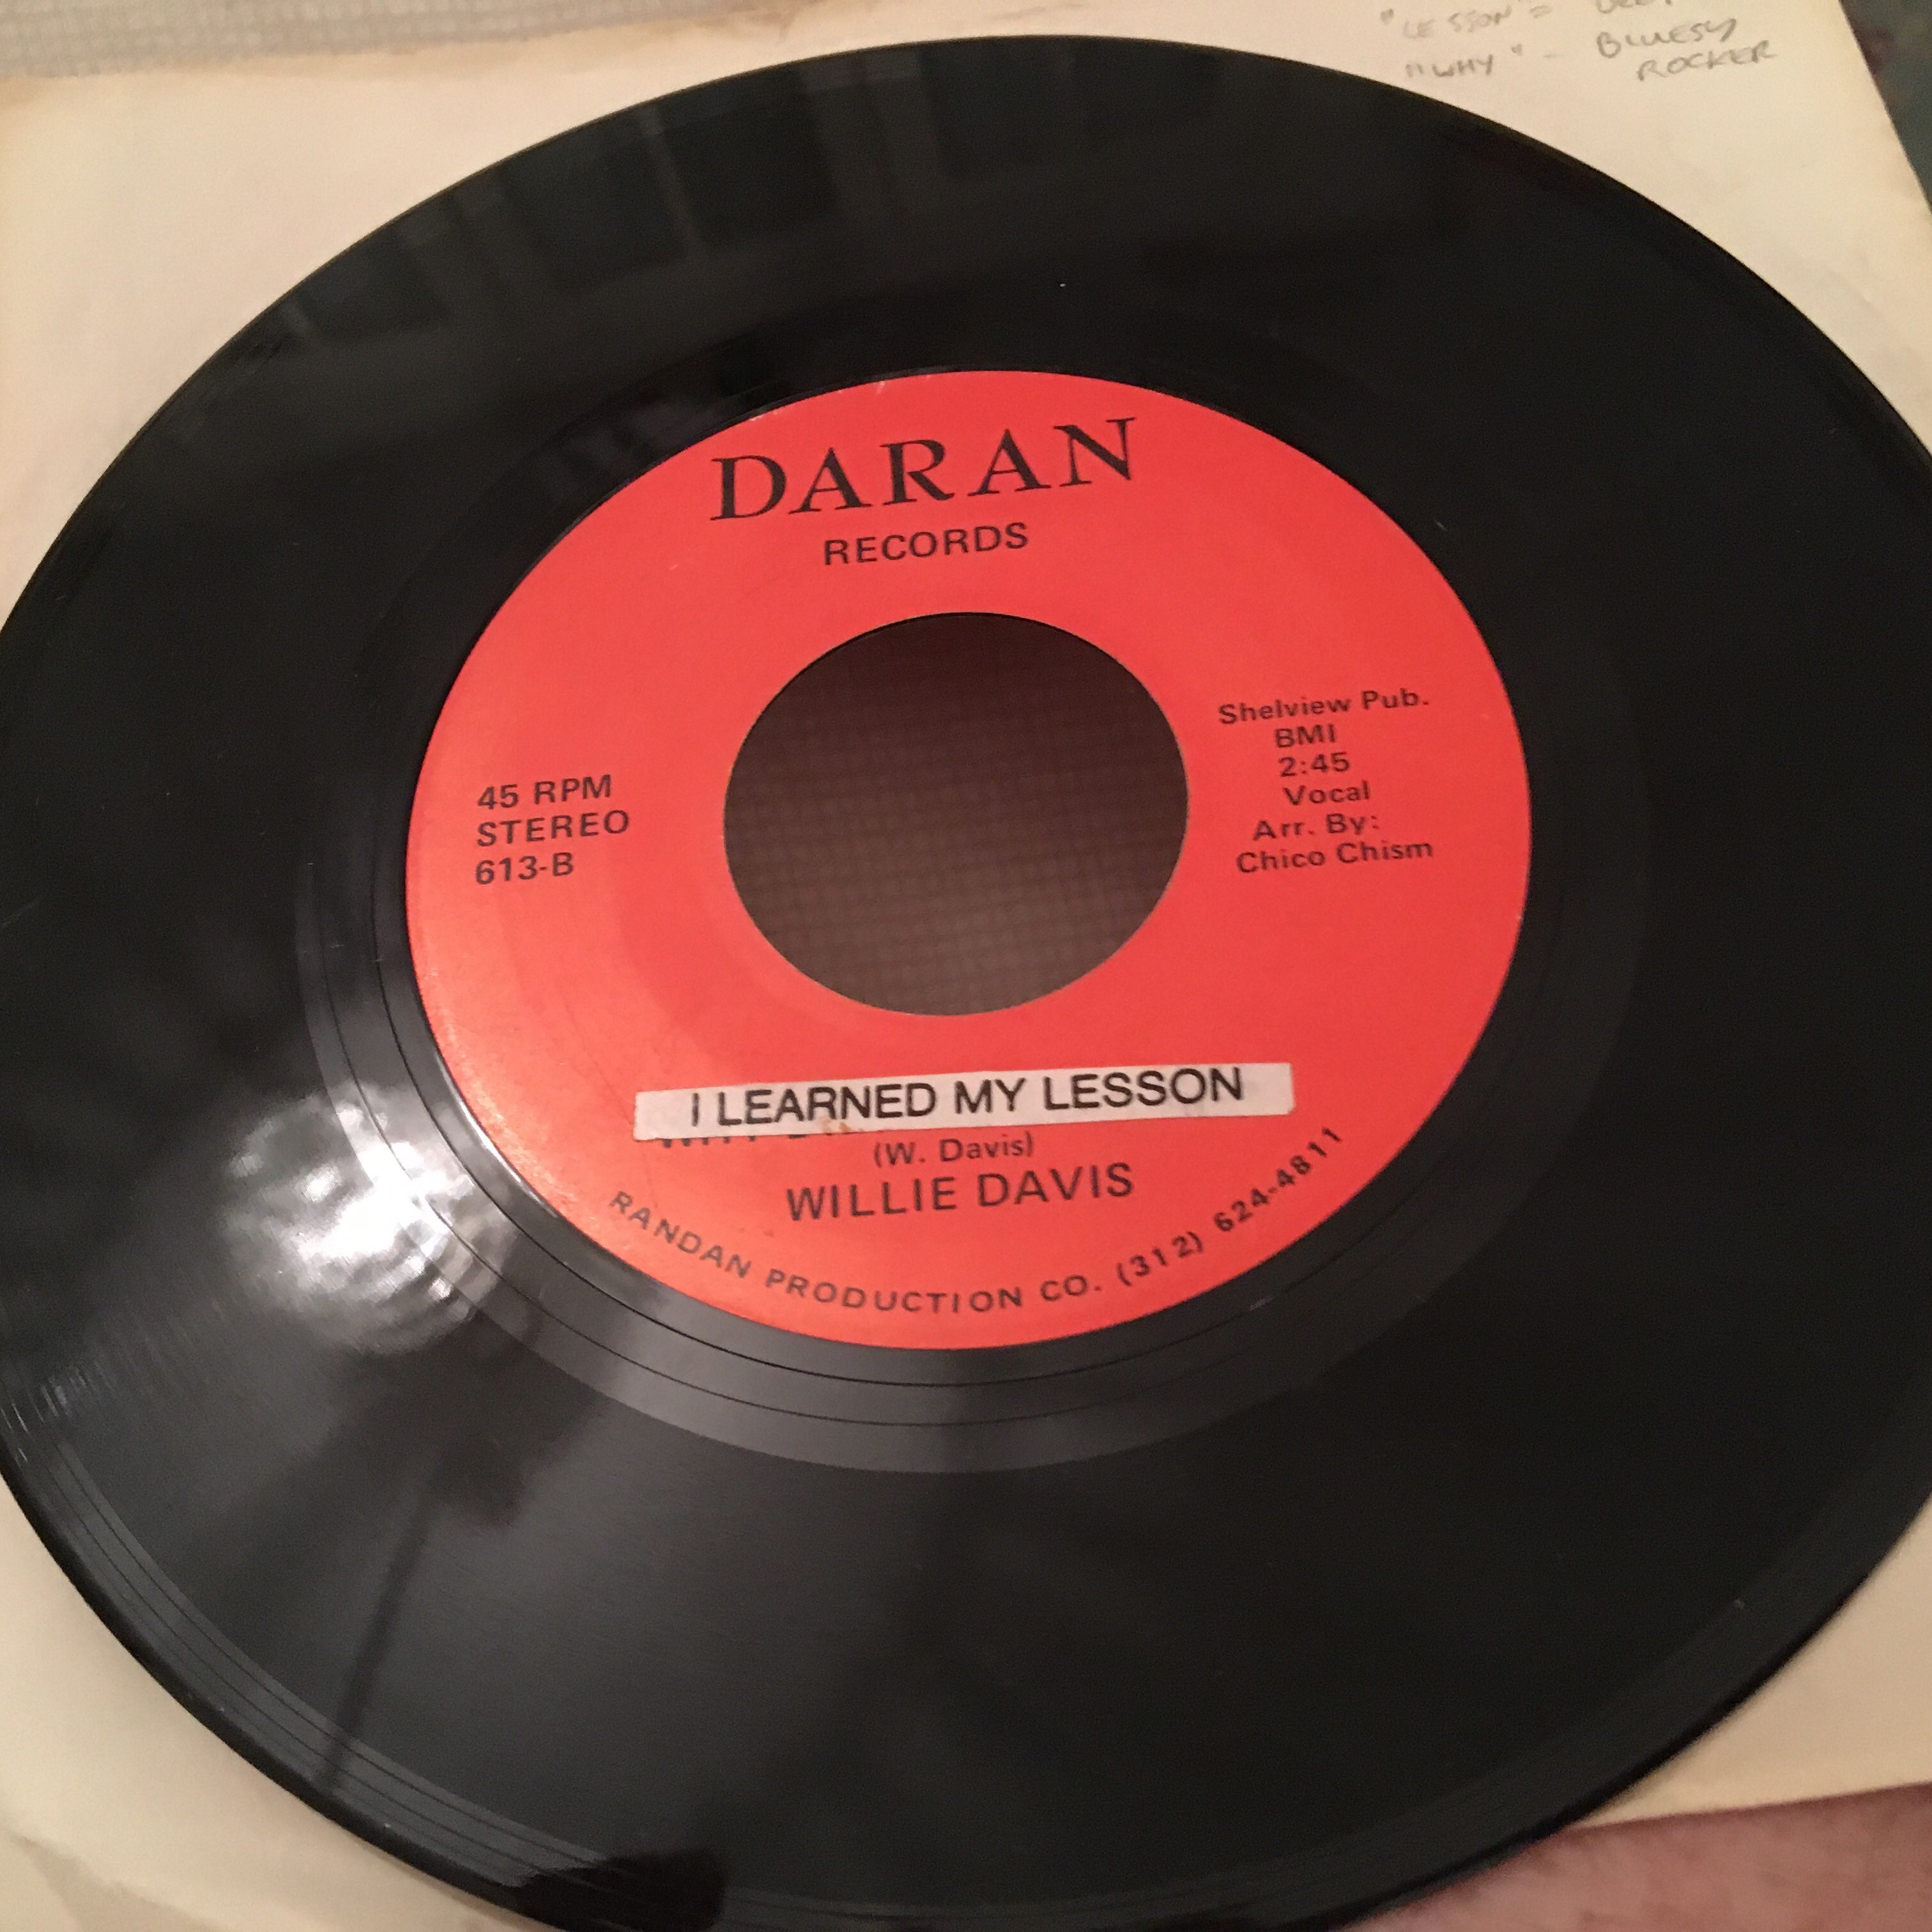 "LESSON" =
"WHY" - BLUESY
ROCKER
DARAN
RECORDS
45 RPM
STEREO
613-B
Shelview Pub.
BMI
2:45
Vocal
Arr. By:
Chico Chism
I LEARNED MY LESSON
(W. Davis)
WILLIE DAVIS
RANDAN PRODUCTION CO. (312) 624-4811